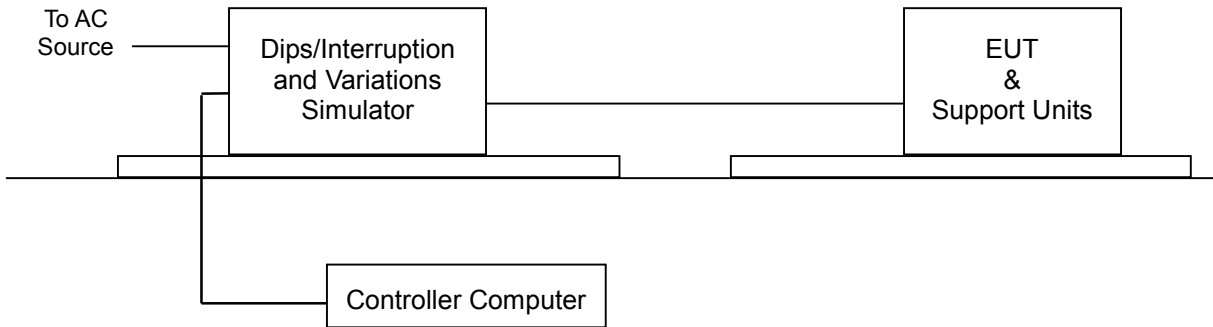 To AC
Source
Dips/Interruption
and Variations
Simulator
EUT
&
Support Units
Controller Computer